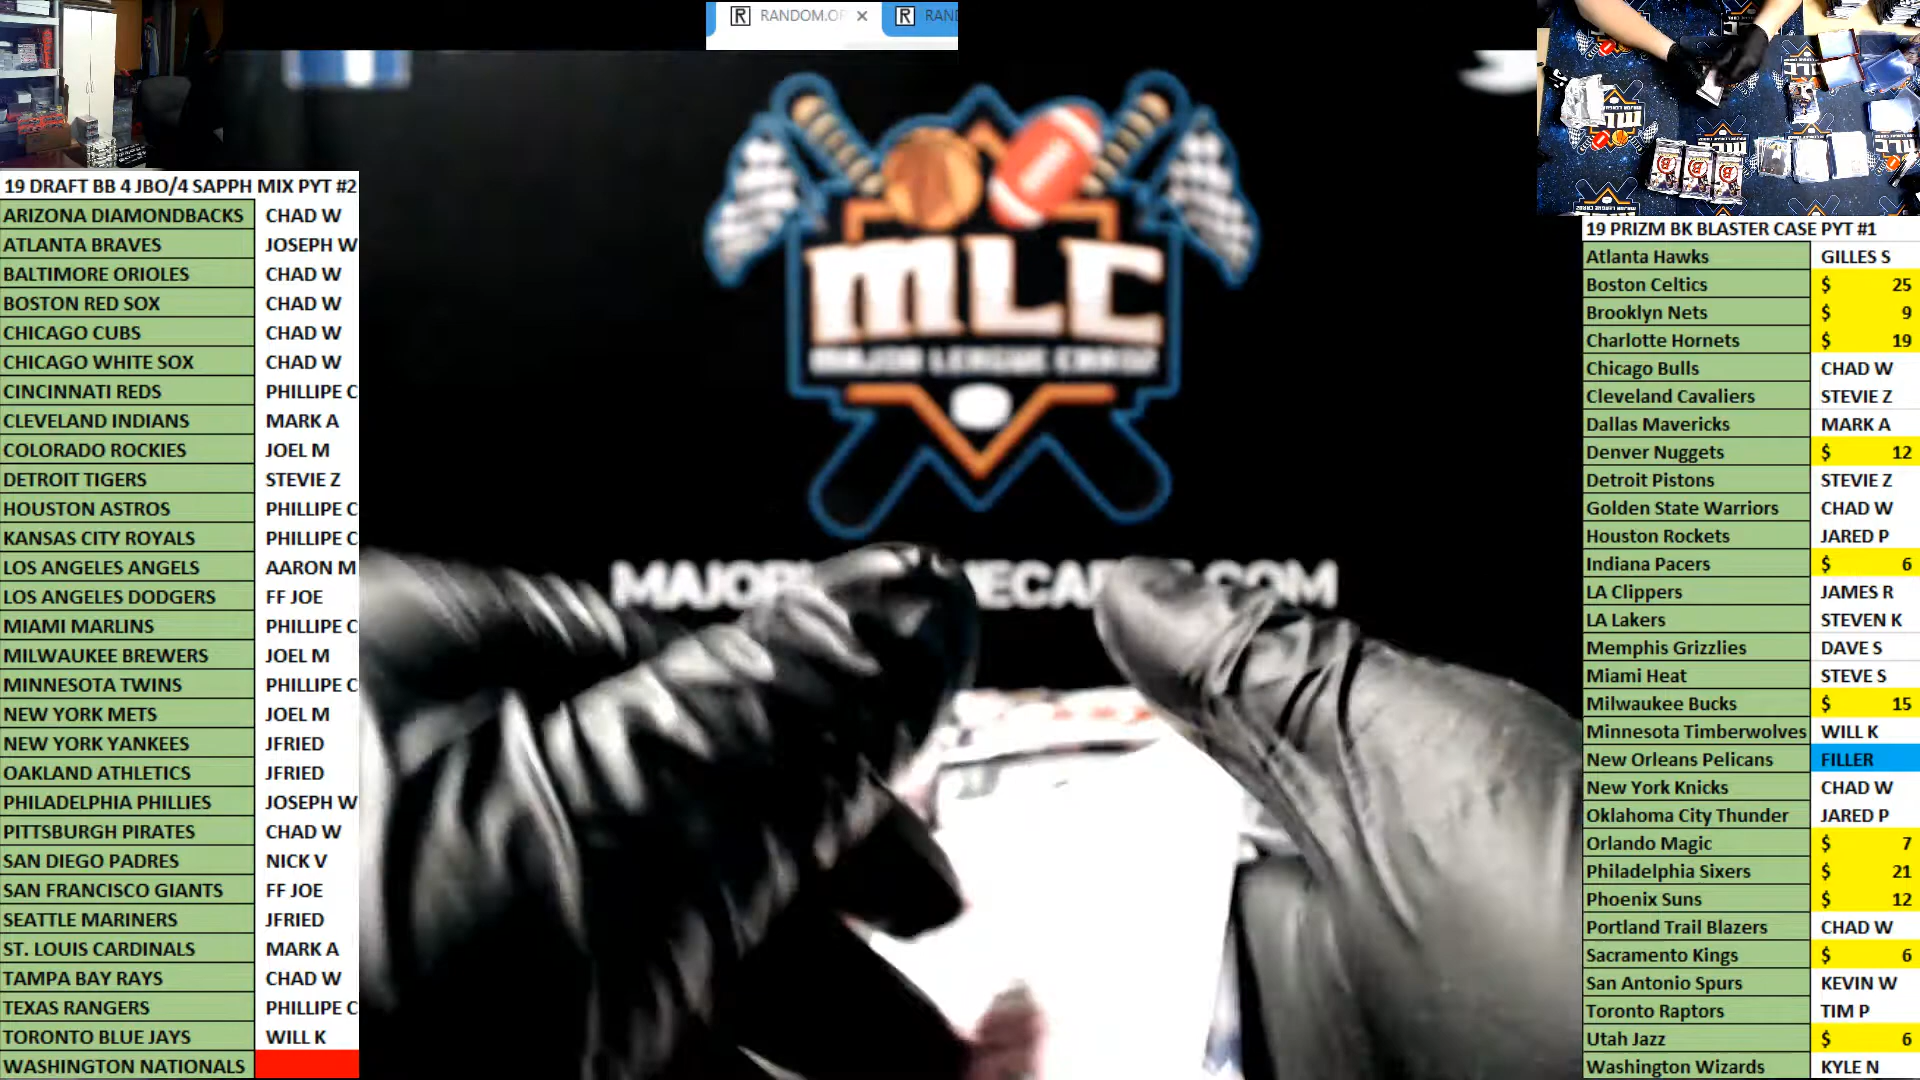 RANDOM.OR
RAND
19 DRAFT BB 4 JBO/4 SAPPH MIX PYT #2
ARIZONA DIAMONDBACKS CHAD W
ATLANTA BRAVES JOSEPH W
BALTIMORE ORIOLES CHAD W
BOSTON RED SOX CHAD W
CHICAGO CUBS CHAD W
CHICAGO WHITE SOX CHAD W
CINCINNATI REDS PHILLIPE C
CLEVELAND INDIANS MARK A
COLORADO ROCKIES JOEL M
DETROIT TIGERS STEVIE Z
HOUSTON ASTROS PHILLIPE C
KANSAS CITY ROYALS PHILLIPE C
LOS ANGELES ANGELS AARON M
LOS ANGELES DODGERS FF JOE
MIAMI MARLINS PHILLIPE C
MILWAUKEE BREWERS JOEL M
MINNESOTA TWINS PHILLIPE C
NEW YORK METS JOEL M
NEW YORK YANKEES JFRIED
OAKLAND ATHLETICS JFRIED
PHILADELPHIA PHILLIES JOSEPH W
PITTSBURGH PIRATES CHAD W
SAN DIEGO PADRES NICK V
SAN FRANCISCO GIANTS FF JOE
SEATTLE MARINERS JFRIED
ST. LOUIS CARDINALS MARK A
TAMPA BAY RAYS CHAD W
TEXAS RANGERS PHILLIPE C
TORONTO BLUE JAYS WILL K
WASHINGTON NATIONALS
MLC
MAJOR LEAGUE CARDZ
19 PRIZM BK BLASTER CASE PYT #1
Atlanta Hawks GILLES S
Boston Celtics $ 25
Brooklyn Nets $ 9
Charlotte Hornets $ 19
Chicago Bulls CHAD W
Cleveland Cavaliers STEVIE Z
Dallas Mavericks MARK A
Denver Nuggets $ 12
Detroit Pistons STEVIE Z
Golden State Warriors CHAD W
Houston Rockets JARED P
Indiana Pacers $ 6
LA Clippers JAMES R
LA Lakers STEVEN K
Memphis Grizzlies DAVE S
Miami Heat STEVE S
Milwaukee Bucks $ 15
Minnesota Timberwolves WILL K
New Orleans Pelicans FILLER
New York Knicks CHAD W
Oklahoma City Thunder JARED P
Orlando Magic $ 7
Philadelphia Sixers $ 21
Phoenix Suns $ 12
Portland Trail Blazers CHAD W
Sacramento Kings $ 6
San Antonio Spurs KEVIN W
Toronto Raptors TIM P
Utah Jazz $ 6
Washington Wizards KYLE N